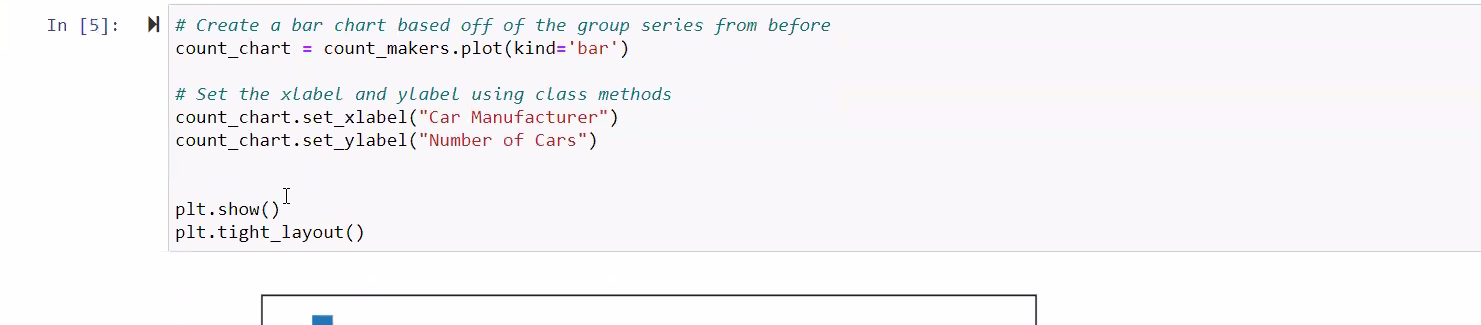 In [5]:
# Create a bar chart based off of the group series from before
count_chart = count_makers.plot(kind='bar')
# Set the xlabel and ylabel using class methods
count_chart.set_xlabel("Car Manufacturer")
count_chart.set_ylabel("Number of Cars")
plt.show()
plt.tight_layout()